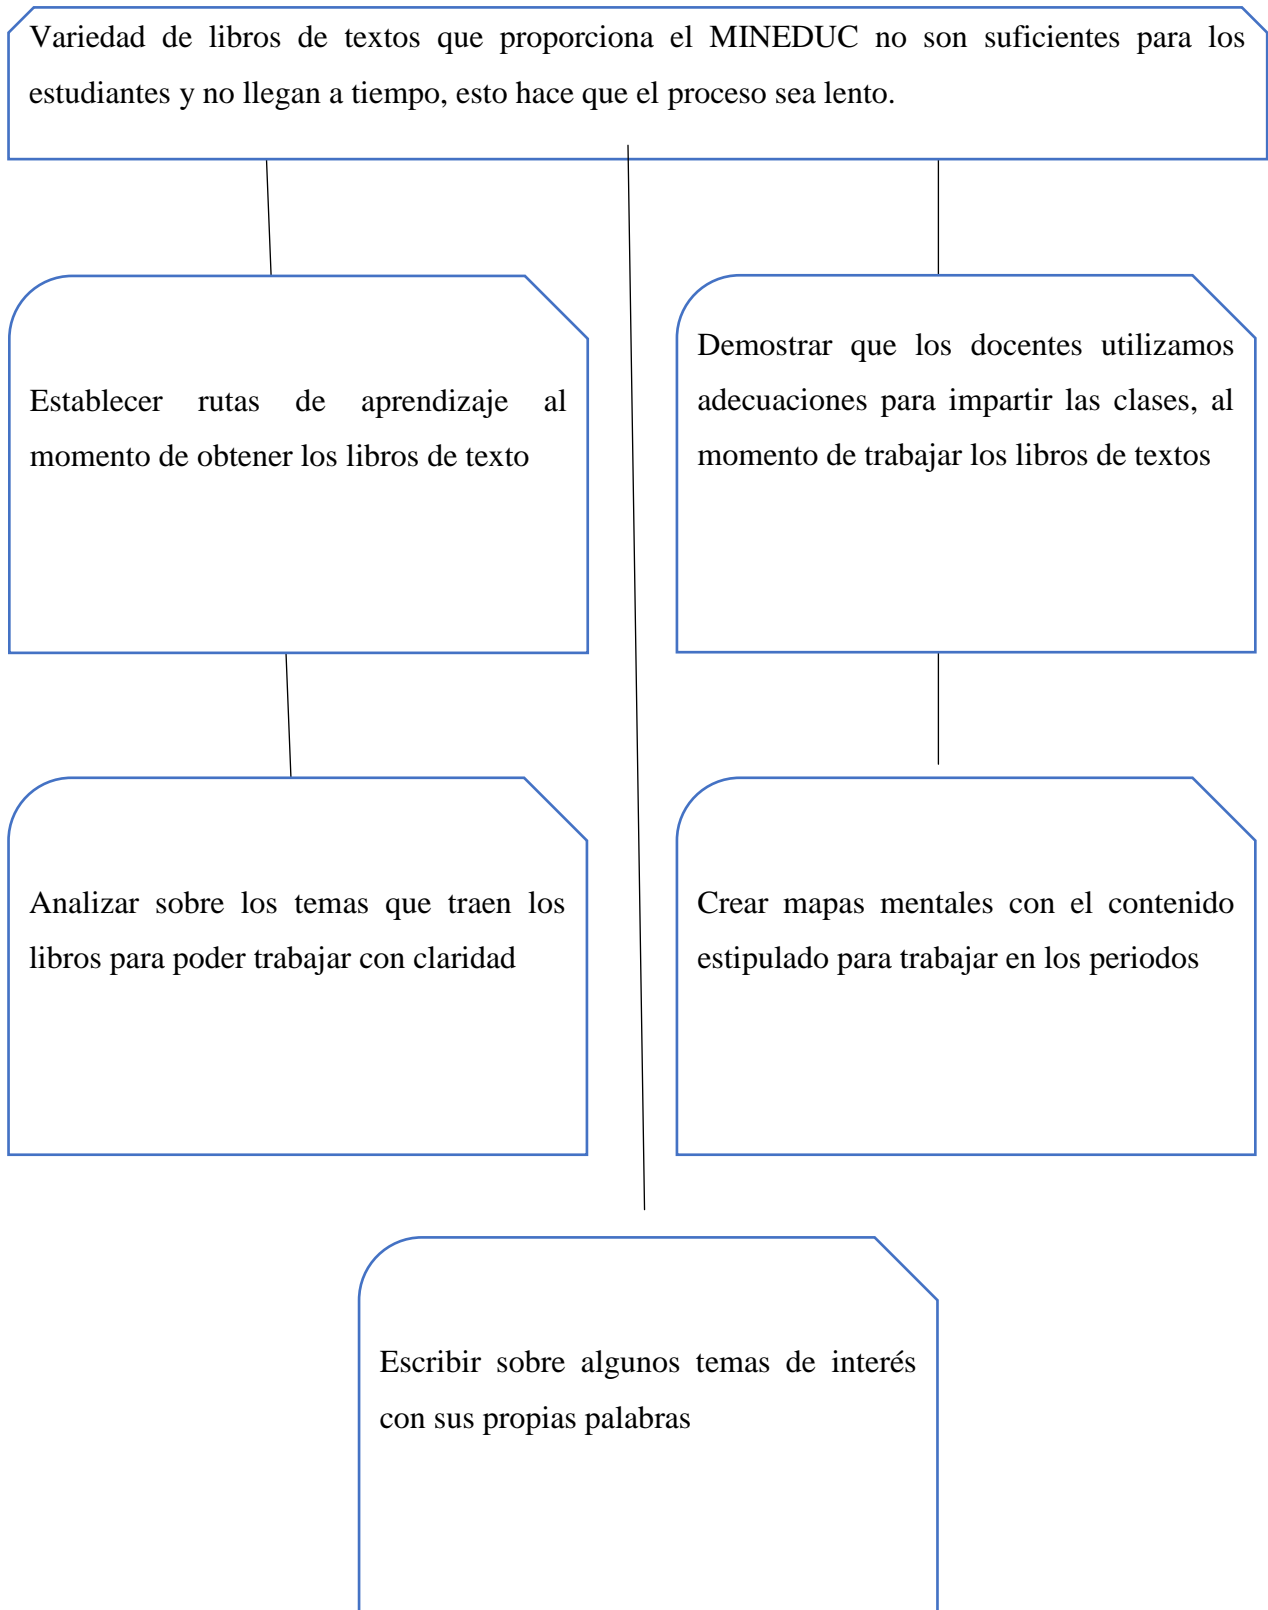 Variedad de libros de textos que proporciona el MINEDUC no son suficientes para los
estudiantes y no llegan a tiempo, esto hace que el proceso sea lento.
Establecer rutas de aprendizaje al
momento de obtener los libros de texto
Demostrar que los docentes utilizamos
adecuaciones para impartir las clases, al
momento de trabajar los libros de textos
Analizar sobre los temas que traen los
libros para poder trabajar con claridad
Crear mapas mentales con el contenido
estipulado para trabajar en los periodos
Escribir sobre algunos temas de interés
con sus propias palabras